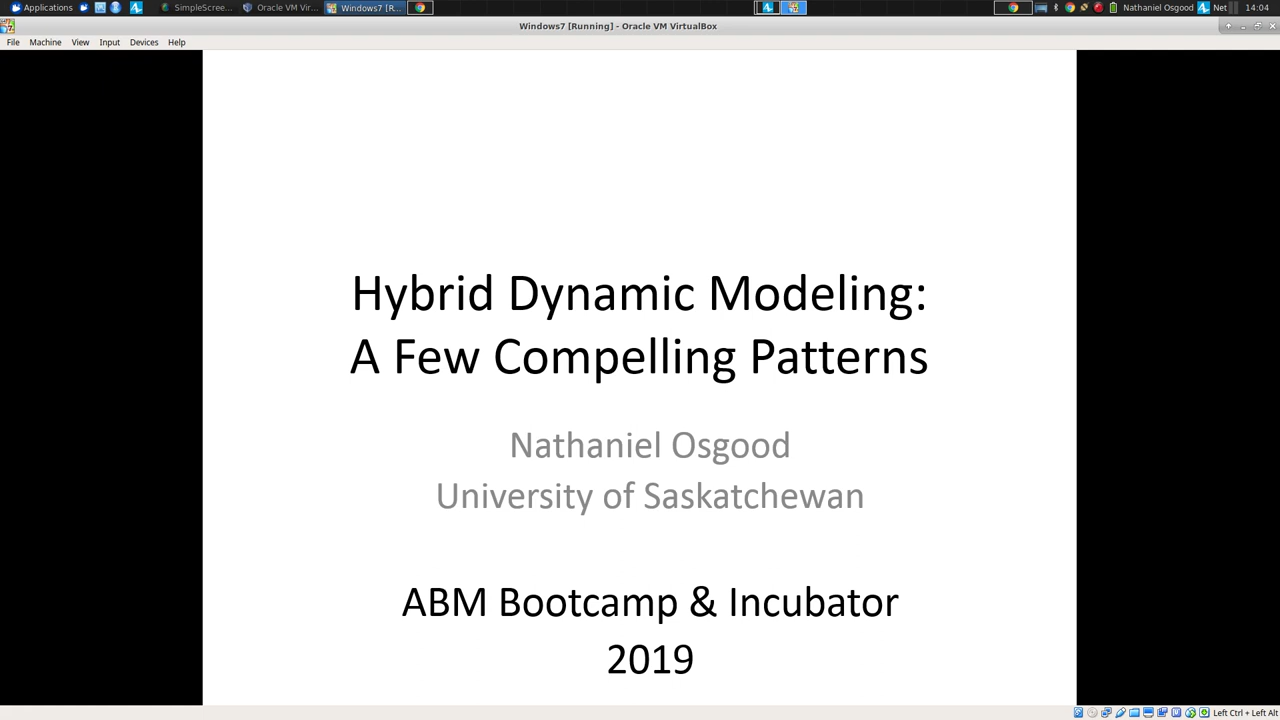 Applications
SimpleScree...
Oracle VM Vir...
Windows7 [R...
Nathaniel Osgood
Net
14:04
Windows7 [Running] - Oracle VM VirtualBox
File Machine View Input Devices Help
Hybrid Dynamic Modeling:
A Few Compelling Patterns
Nathaniel Osgood
University of Saskatchewan
ABM Bootcamp & Incubator
2019
Left Ctrl + Left Alt